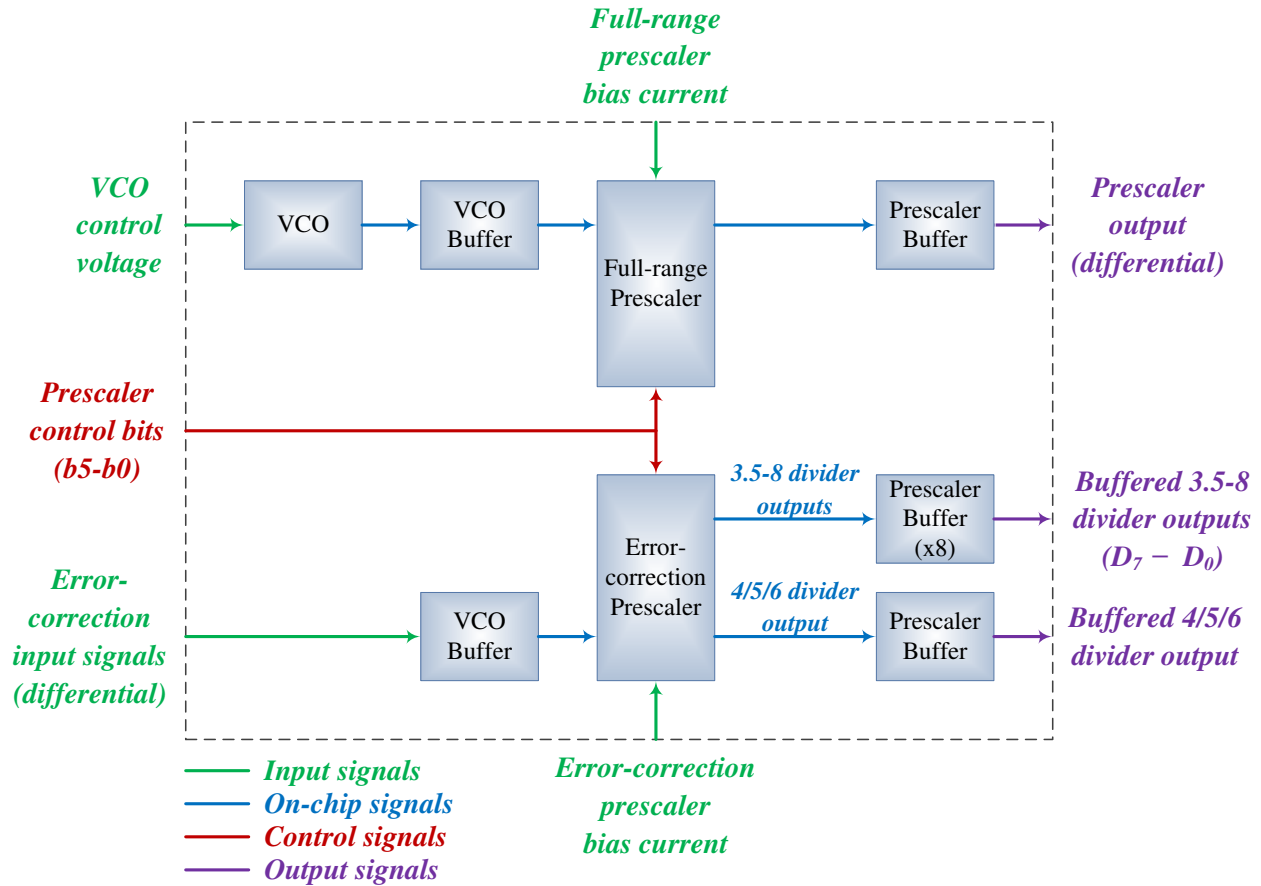 Full-range
prescaler
bias current
VCO
control
voltage
VCO
VCO
Buffer
Full-range
Prescaler
Prescaler
Buffer
Prescaler
output
(differential)
Prescaler
control bits
(b5-b0)
3.5-8 divider
outputs
Prescaler
Buffer
(x8)
Buffered 3.5-8
divider outputs
(D₇ − D₀)
Error-
correction
Prescaler
Error-
correction
input signals
(differential)
VCO
Buffer
4/5/6 divider
output
Prescaler
Buffer
Buffered 4/5/6
divider output
Error-correction
prescaler
bias current
Input signals
On-chip signals
Control signals
Output signals